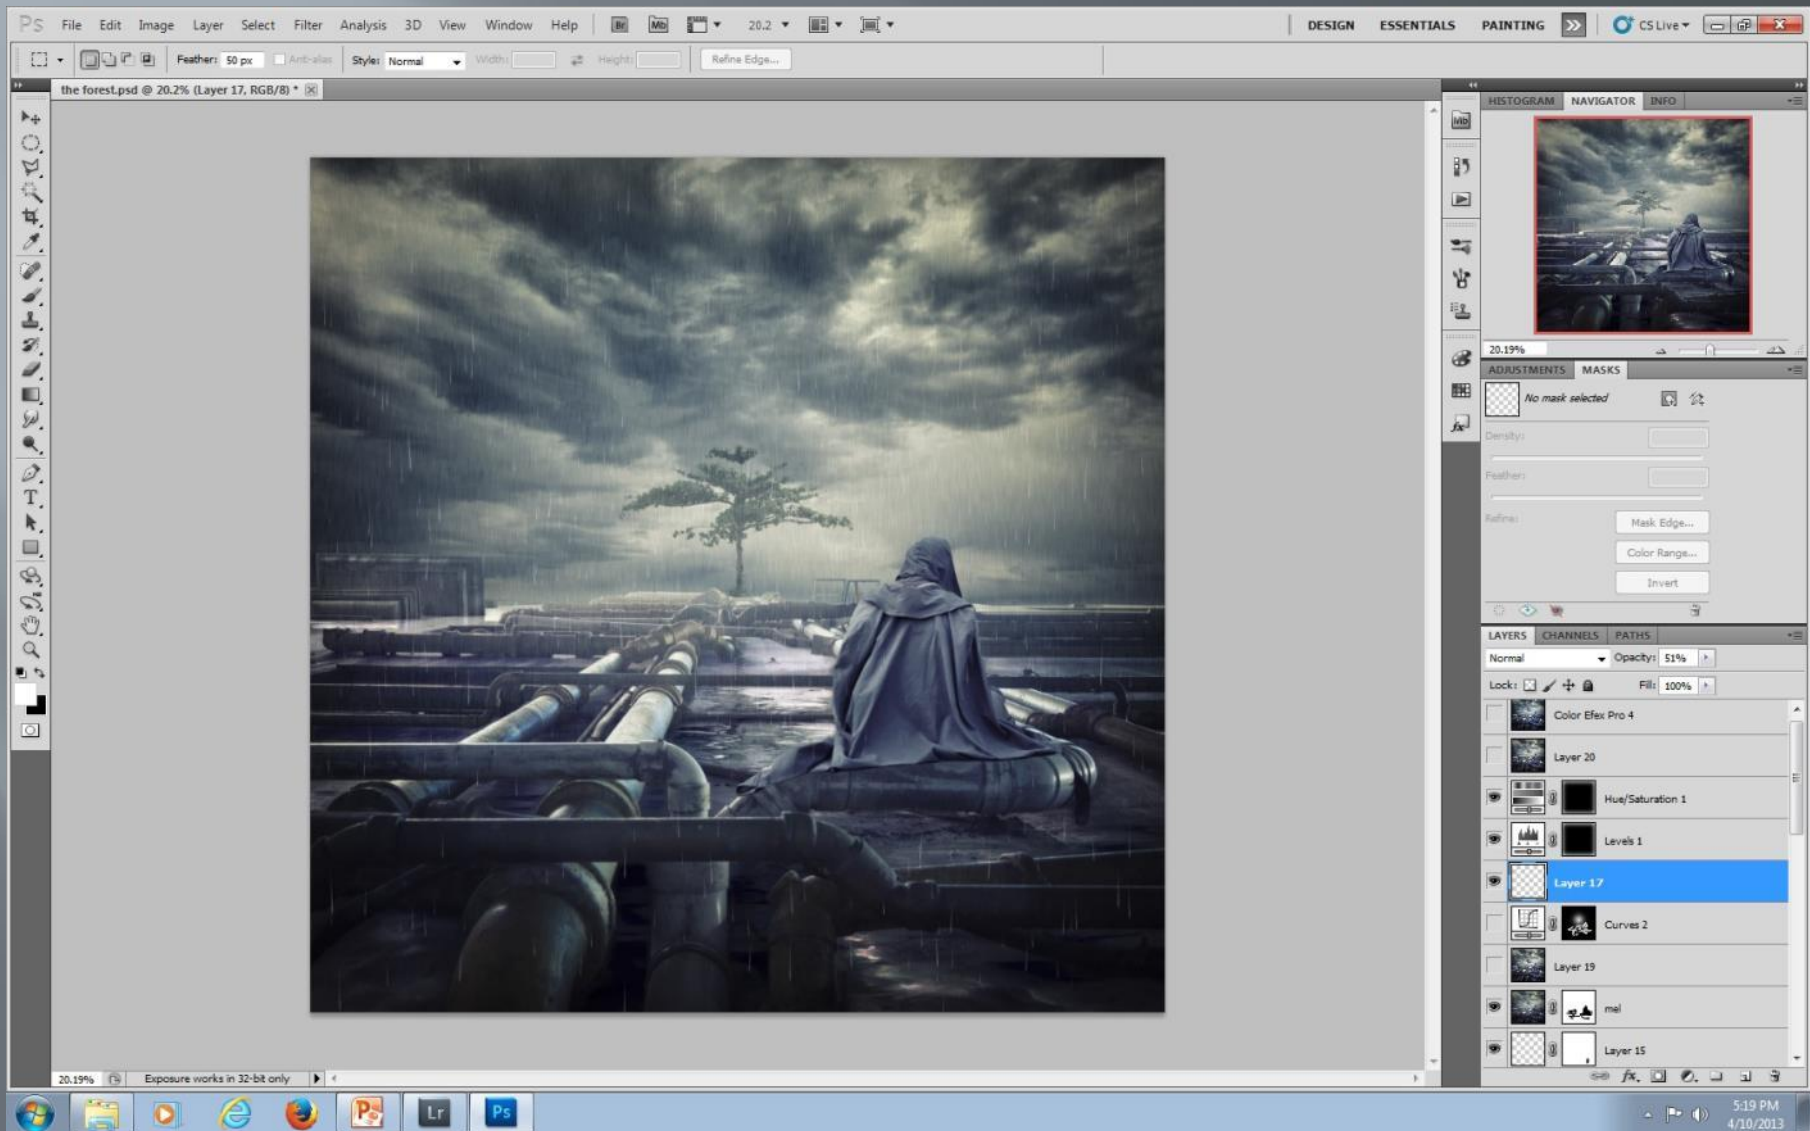 Ps File Edit Image Layer Select Filter Analysis 3D View Window Help Br Mb 20.2 DESIGN ESSENTIALS PAINTING CS Live
Feather: 50 px Anti-alias Style: Normal Width: Height: Refine Edge...
the forest.psd @ 20.2% (Layer 17, RGB/8) *
HISTOGRAM NAVIGATOR INFO
Mb
20.19%
ADJUSTMENTS MASKS
No mask selected
Density:
Feather:
Refine:
Mask Edge...
Color Range...
Invert
LAYERS CHANNELS PATHS
Normal Opacity: 51%
Lock: Fill: 100%
Color Efex Pro 4
Layer 20
Hue/Saturation 1
Levels 1
Layer 17
Curves 2
Layer 19
mel
Layer 15
fx
20.19% Exposure works in 32-bit only
Lr Ps
5:19 PM
4/10/2013